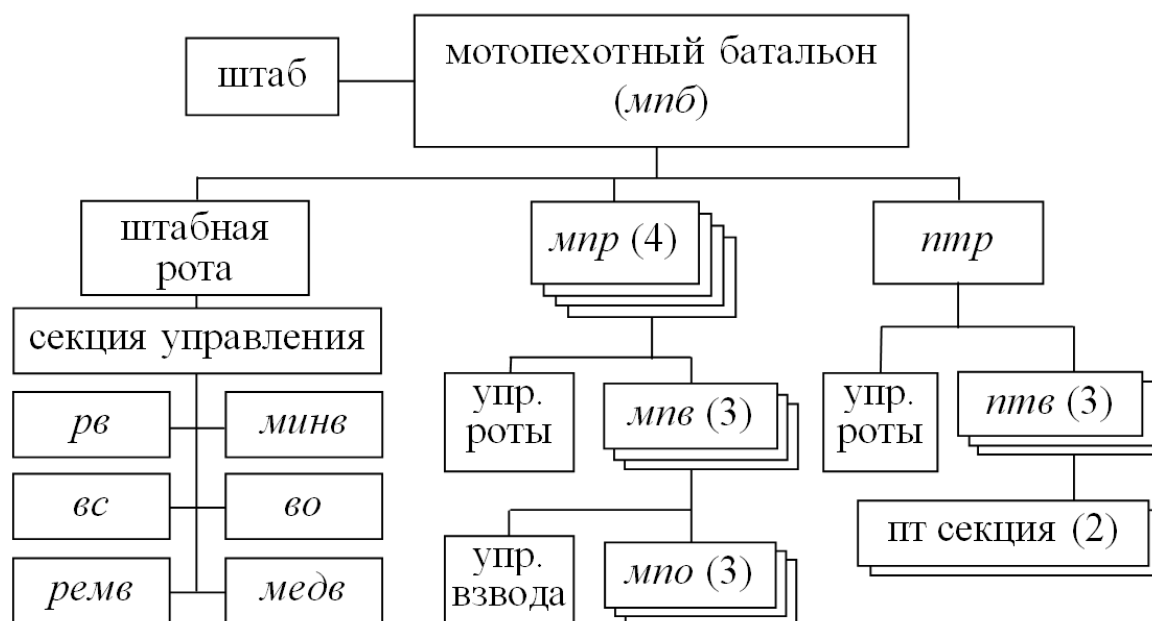 штаб
мотопехотный батальон
(мпб)
штабная
рота
мпр (4)
птр
секция управления
рв
минв
вс
во
ремв
медв
упр.
роты
мпв (3)
упр.
взвода
мпо (3)
упр.
роты
птв (3)
пт секция (2)